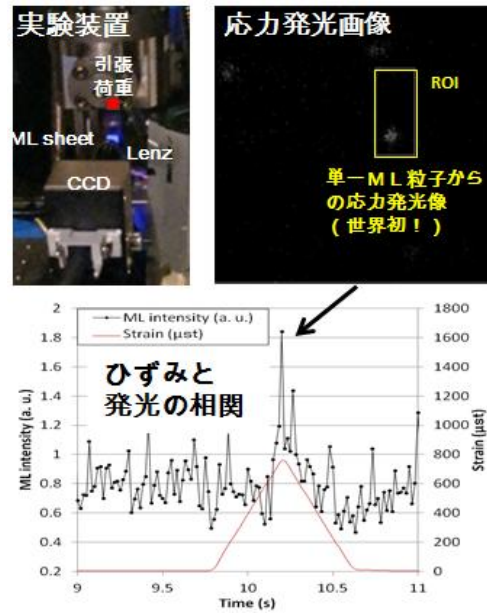 実験装置
引張
荷重
ML sheet
Lenz
CCD
応力発光画像
ROI
単一ML粒子から
の応力発光像
(世界初!)
ML intensity (a. u.)
Strain (μst)
ひずみと
発光の相関
ML intensity (a. u.)
2
1.8
1.6
1.4
1.2
1
0.8
0.6
0.4
0.2
1800
1600
1400
1200
1000
800
600
400
200
0
Strain (μst)
9
9.5
10
10.5
11
Time (s)